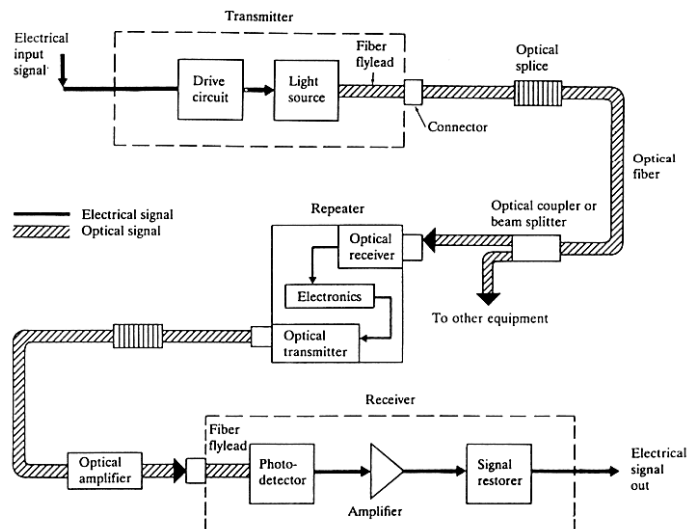 Transmitter
Electrical
input
signal
Drive
circuit
Light
source
Fiber
flylead
Connector
Optical
splice
Optical
fiber
Electrical signal
Optical signal
Repeater
Optical
receiver
Electronics
Optical
transmitter
Optical coupler or
beam splitter
To other equipment
Optical
amplifier
Receiver
Fiber
flylead
Photo-
detector
Amplifier
Signal
restorer
Electrical
signal
out